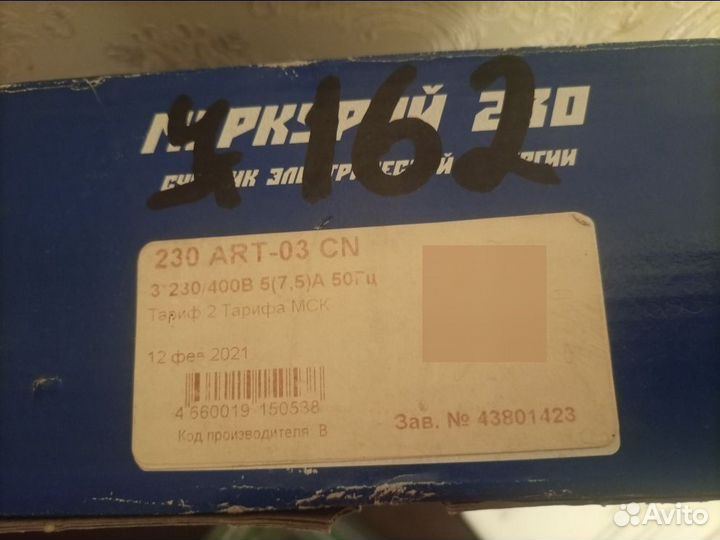 МЕРКУРИЙ 230
СЧЕТЧИК ЭЛЕКТРИЧЕСКОЙ ЭНЕРГИИ
162
230 ART-03 CN
3*230/400В 5(7,5)А 50Гц
Тариф 2 Тарифа МСК
12 фев 2021
4 660019 150538
Код производителя: В
Зав. № 43801423
Avito